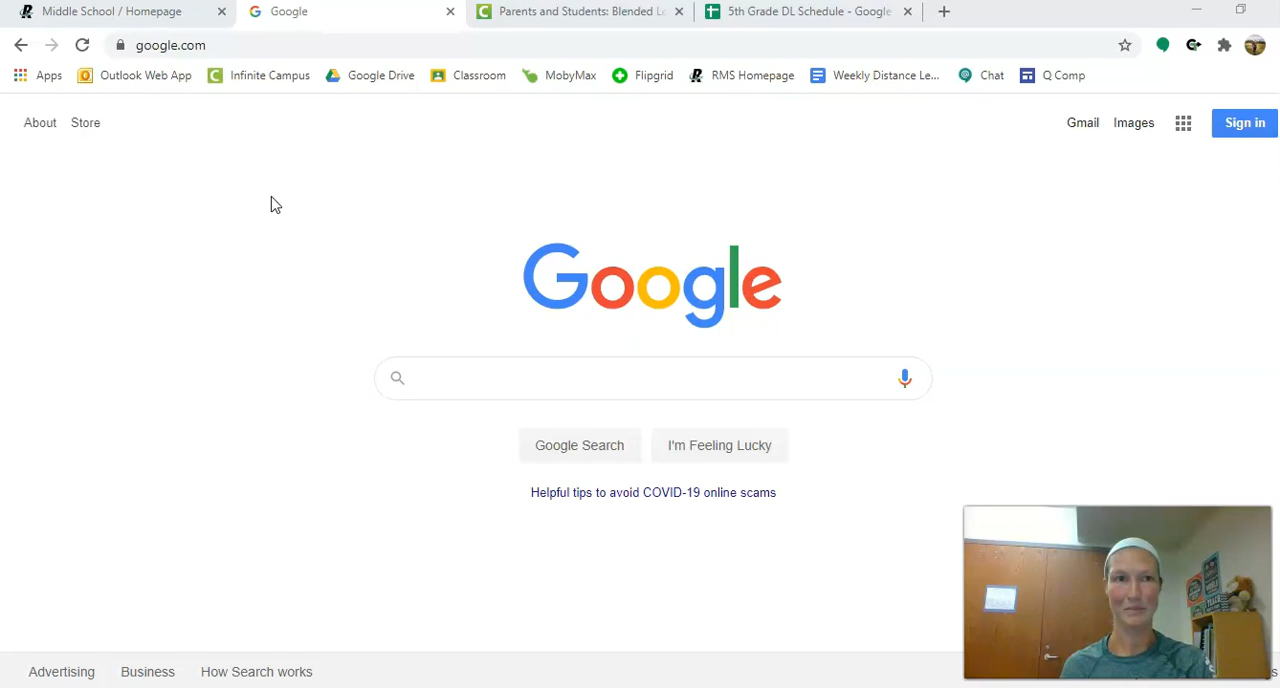 Middle School / Homepage
Google
Parents and Students: Blended Lo
5th Grade DL Schedule - Google
google.com
Apps
Outlook Web App
Infinite Campus
Google Drive
Classroom
MobyMax
Flipgrid
RMS Homepage
Weekly Distance Le...
Chat
Q Comp
About
Store
Gmail
Images
Sign in
Google
Google Search
I'm Feeling Lucky
Helpful tips to avoid COVID-19 online scams
Advertising
Business
How Search works